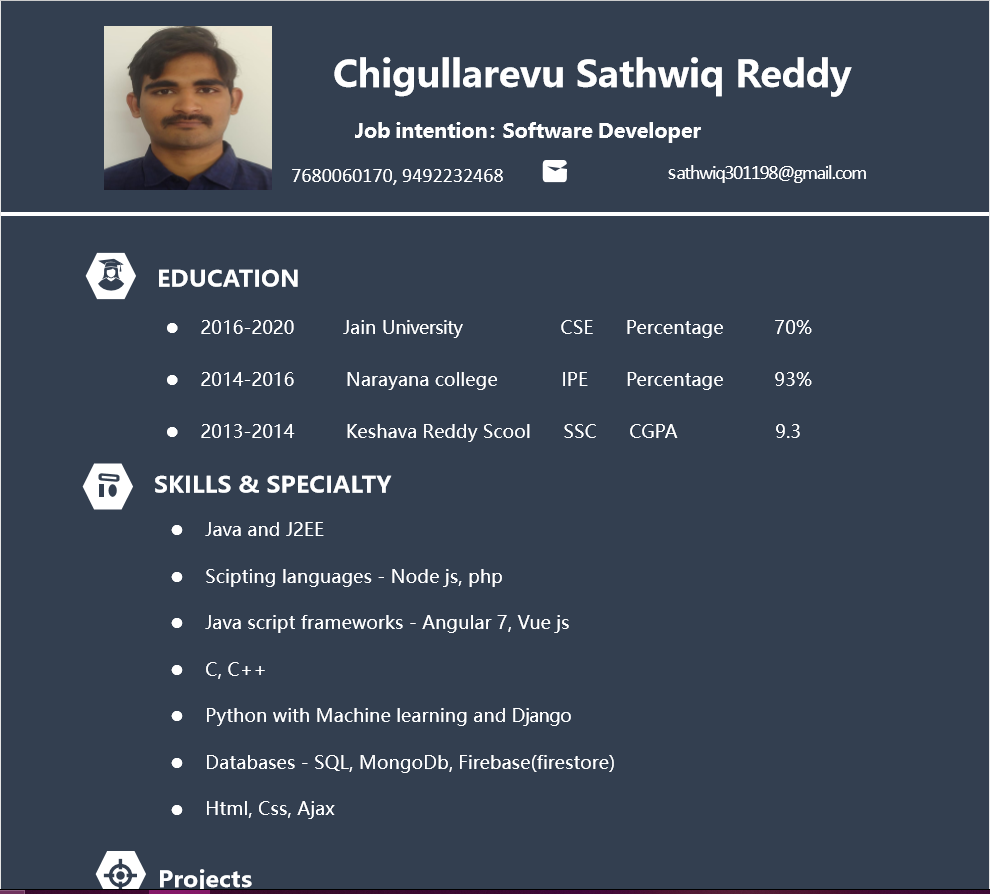 Chigullarevu Sathwiq Reddy
Job intention: Software Developer
7680060170, 9492232468 sathwiq301198@gmail.com
EDUCATION
2016-2020 Jain University CSE Percentage 70%
2014-2016 Narayana college IPE Percentage 93%
2013-2014 Keshava Reddy Scool SSC CGPA 9.3
SKILLS & SPECIALTY
Java and J2EE
Scipting languages - Node js, php
Java script frameworks - Angular 7, Vue js
C, C++
Python with Machine learning and Django
Databases - SQL, MongoDb, Firebase(firestore)
Html, Css, Ajax
Projects